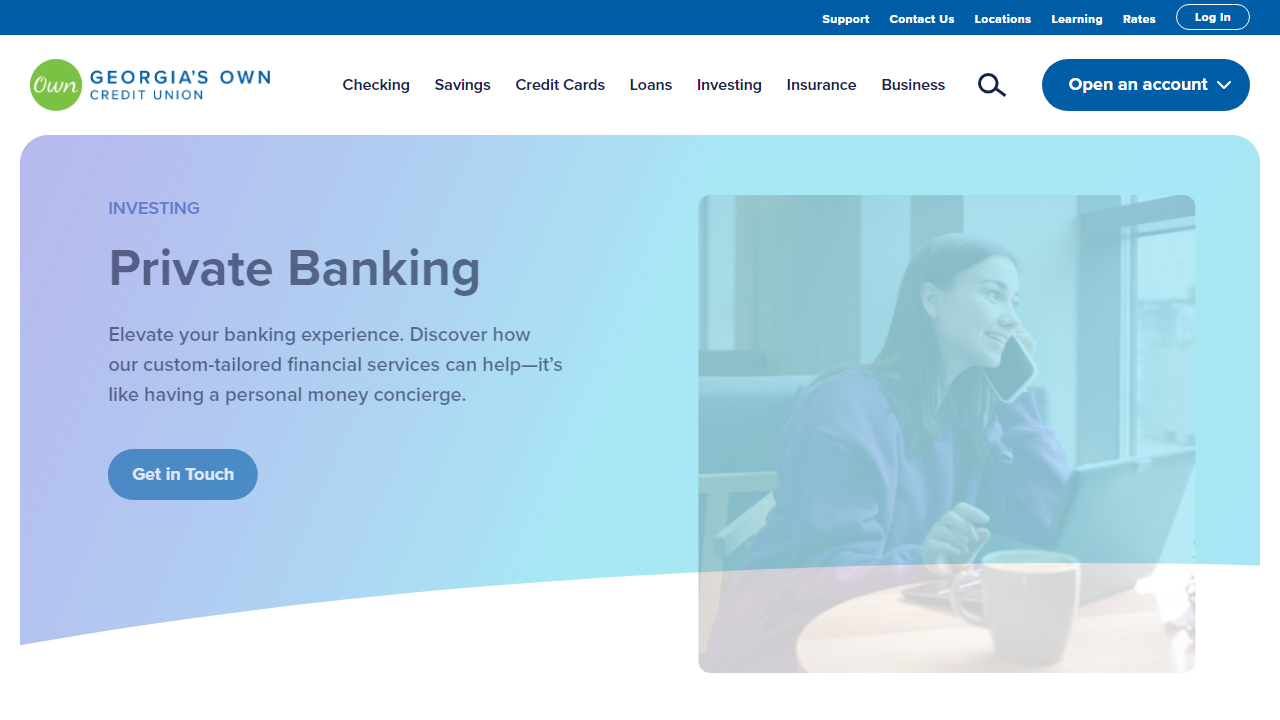 Support Contact Us Locations Learning Rates Log In
Own GEORGIA'S OWN
CREDIT UNION
Checking Savings Credit Cards Loans Investing Insurance Business Open an account
INVESTING
Private Banking
Elevate your banking experience. Discover how
our custom-tailored financial services can help—it’s
like having a personal money concierge.
Get in Touch